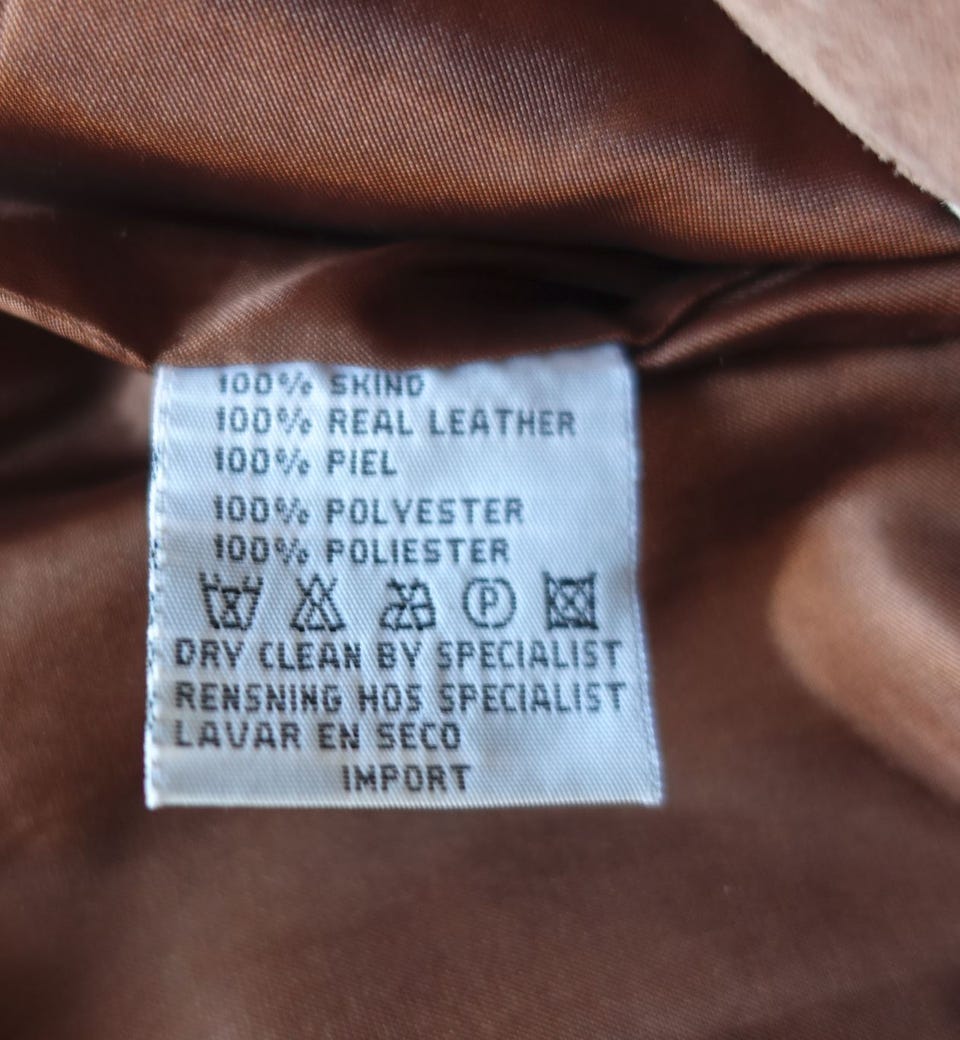 100% SKIND
100% REAL LEATHER
100% PIEL
100% POLYESTER
100% POLIESTER
P
DRY CLEAN BY SPECIALIST
RENSNING HOS SPECIALIST
LAVAR EN SECO
IMPORT